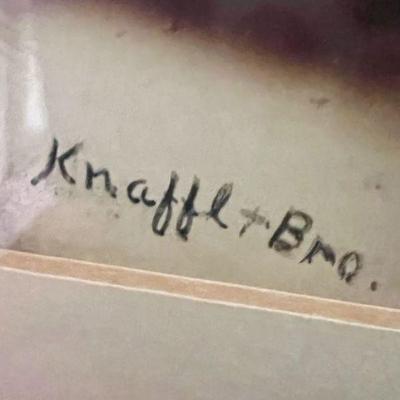 Knaffl + Bro.